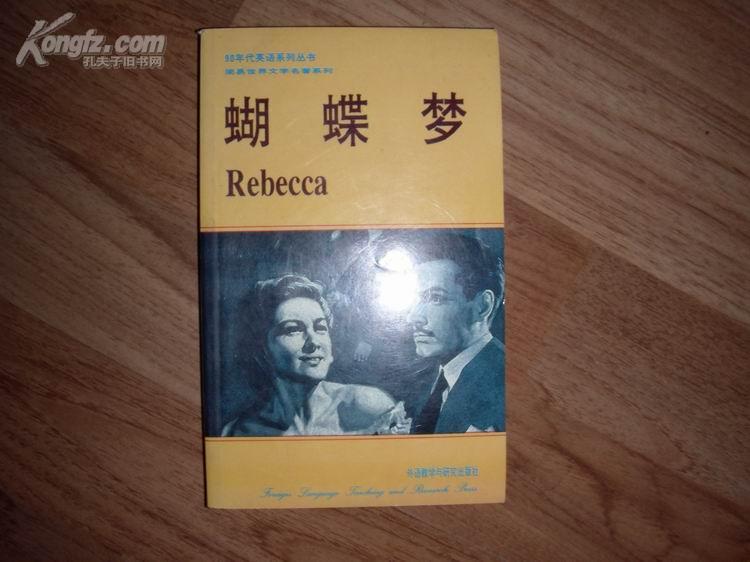 Kongfz.com
孔夫子旧书网
90年代英语系列丛书
简易世界文学名著系列
蝴蝶梦
Rebecca
外语教学与研究出版社
Foreign Language Teaching and Research Press